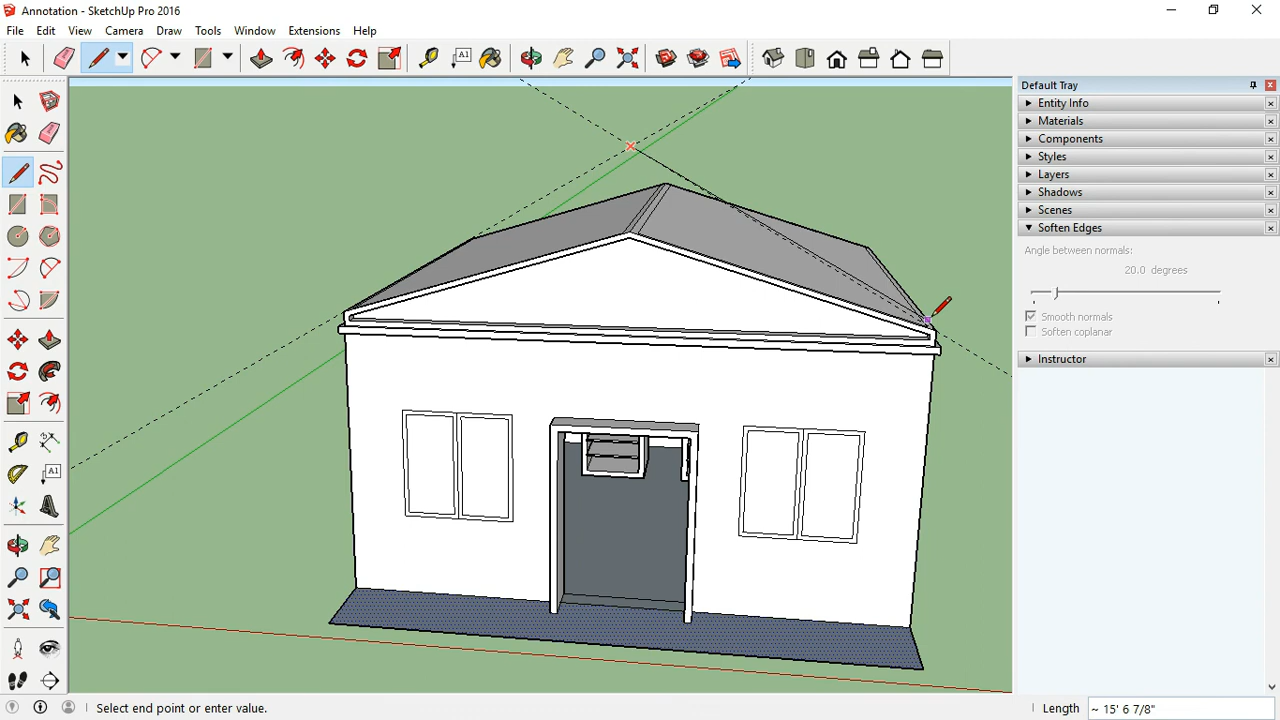 Annotation - SketchUp Pro 2016
File Edit View Camera Draw Tools Window Extensions Help
A1
Default Tray
Entity Info
Materials
Components
Styles
Layers
Shadows
Scenes
Soften Edges
Angle between normals:
20.0 degrees
Smooth normals
Soften coplanar
Instructor
A1
Select end point or enter value.
Length ~ 15' 6 7/8"